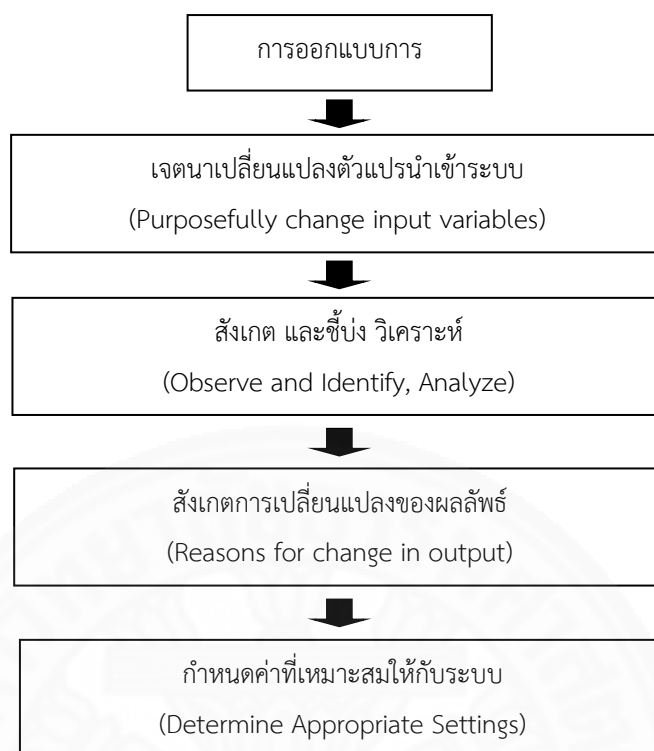 การออกแบบการ
เจตนาเปลี่ยนแปลงตัวแปรนำเข้าระบบ
(Purposefully change input variables)
สังเกต และชี้บ่ง วิเคราะห์
(Observe and Identify, Analyze)
สังเกตการเปลี่ยนแปลงของผลลัพธ์
(Reasons for change in output)
กำหนดค่าที่เหมาะสมให้กับระบบ
(Determine Appropriate Settings)